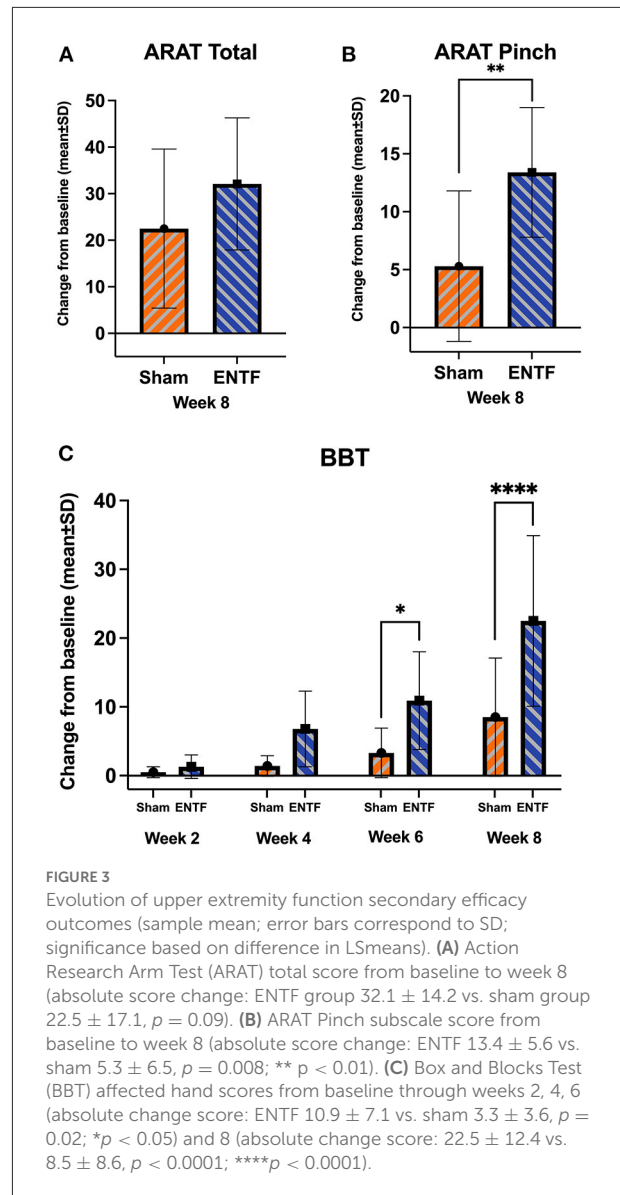 A ARAT Total
Change from baseline (mean±SD)
50
40
30
20
10
0
Sham ENTF
Week 8
B ARAT Pinch
Change from baseline (mean±SD)
20
15
10
5
0
**
Sham ENTF
Week 8
C BBT
Change from baseline (mean±SD)
40
30
20
10
0
*
****
Sham ENTF Sham ENTF Sham ENTF Sham ENTF
Week 2 Week 4 Week 6 Week 8
FIGURE 3
Evolution of upper extremity function secondary efficacy
outcomes (sample mean; error bars correspond to SD;
significance based on difference in LSmeans). (A) Action
Research Arm Test (ARAT) total score from baseline to week 8
(absolute score change: ENTF group 32.1 ± 14.2 vs. sham group
22.5 ± 17.1, p = 0.09). (B) ARAT Pinch subscale score from
baseline to week 8 (absolute score change: ENTF 13.4 ± 5.6 vs.
sham 5.3 ± 6.5, p = 0.008; ** p < 0.01). (C) Box and Blocks Test
(BBT) affected hand scores from baseline through weeks 2, 4, 6
(absolute change score: ENTF 10.9 ± 7.1 vs. sham 3.3 ± 3.6, p =
0.02; *p < 0.05) and 8 (absolute change score: 22.5 ± 12.4 vs.
8.5 ± 8.6, p < 0.0001; ****p < 0.0001).